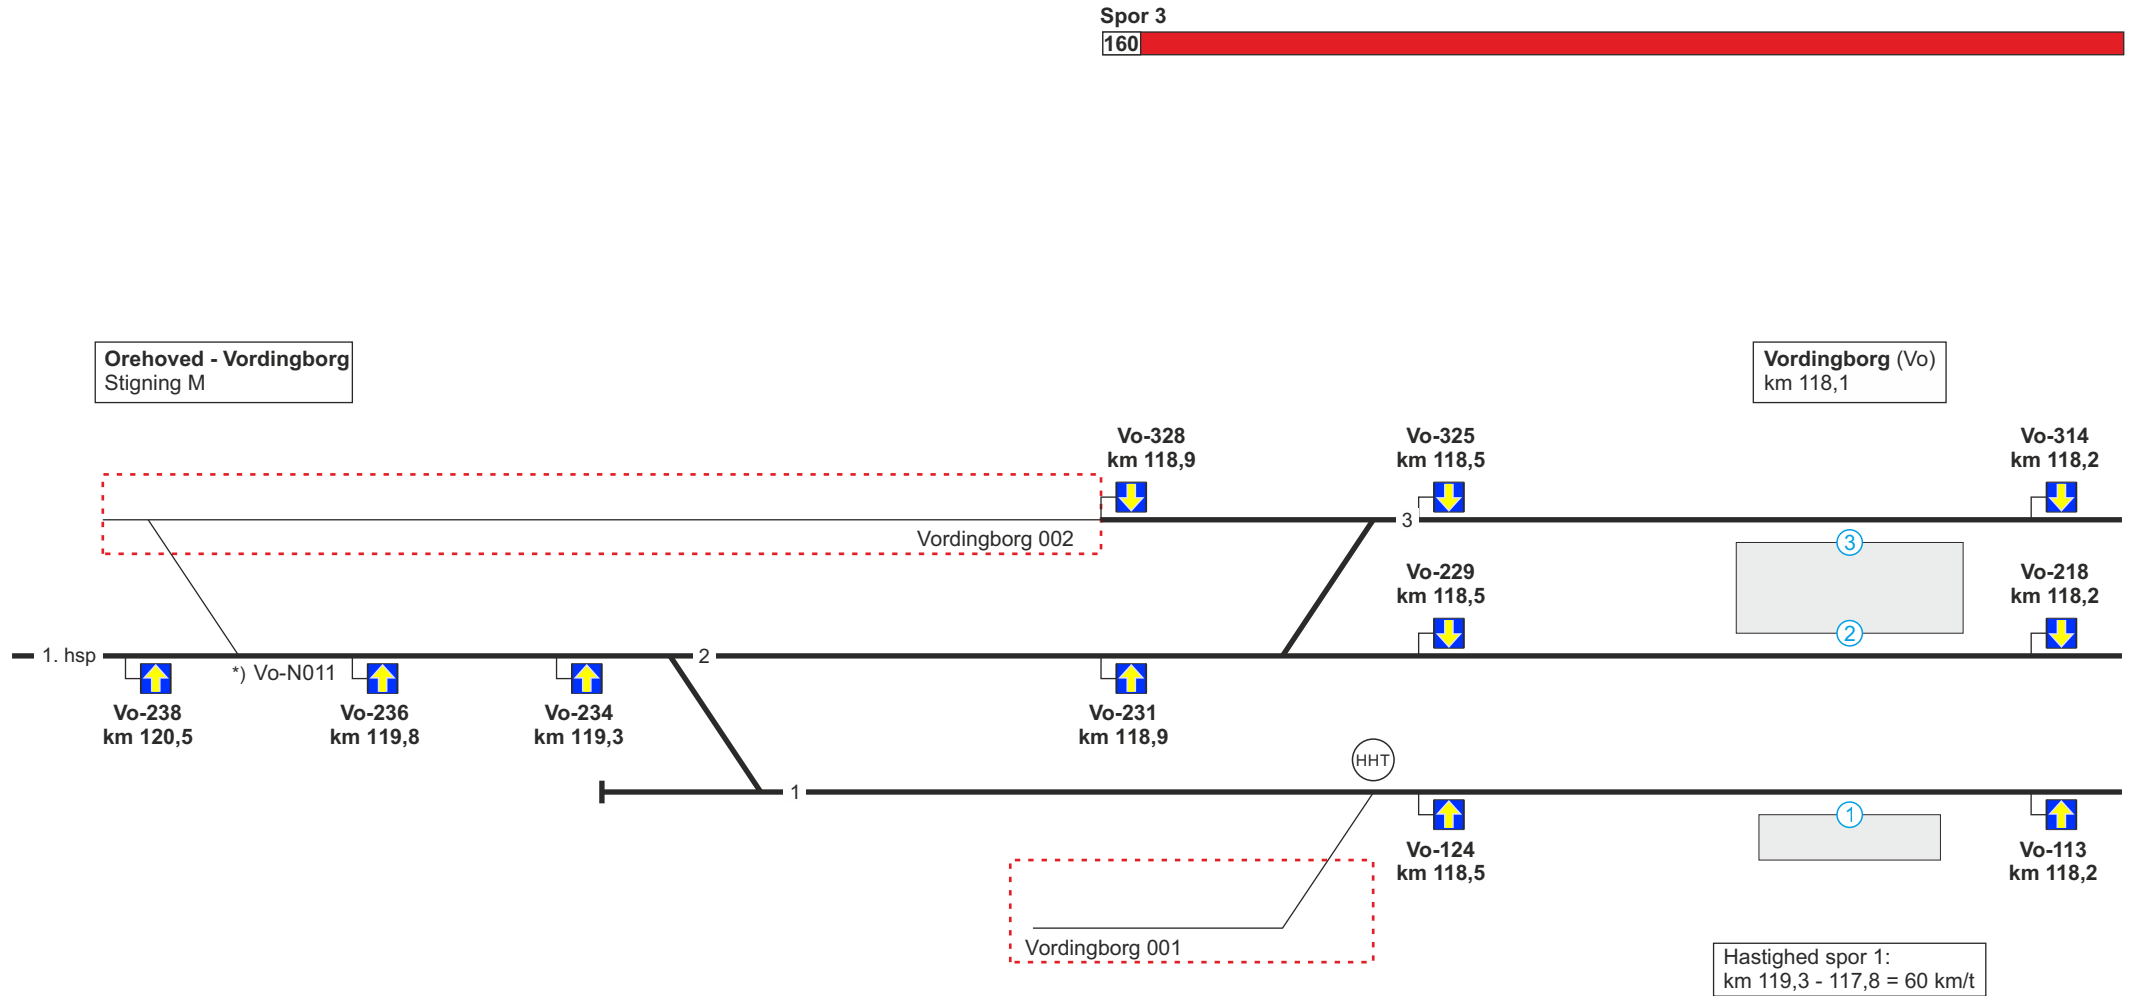 Spor 3
160
Orehoved - Vordingborg
Stigning M
Vordingborg (Vo)
km 118,1
Vo-328
km 118,9
Vo-325
km 118,5
Vo-314
km 118,2
3
Vordingborg 002
3
Vo-229
km 118,5
Vo-218
km 118,2
2
1. hsp
2
*) Vo-N011
Vo-238
km 120,5
Vo-236
km 119,8
Vo-234
km 119,3
Vo-231
km 118,9
HHT
1
1
Vo-124
km 118,5
Vo-113
km 118,2
Vordingborg 001
Hastighed spor 1:
km 119,3 - 117,8 = 60 km/t